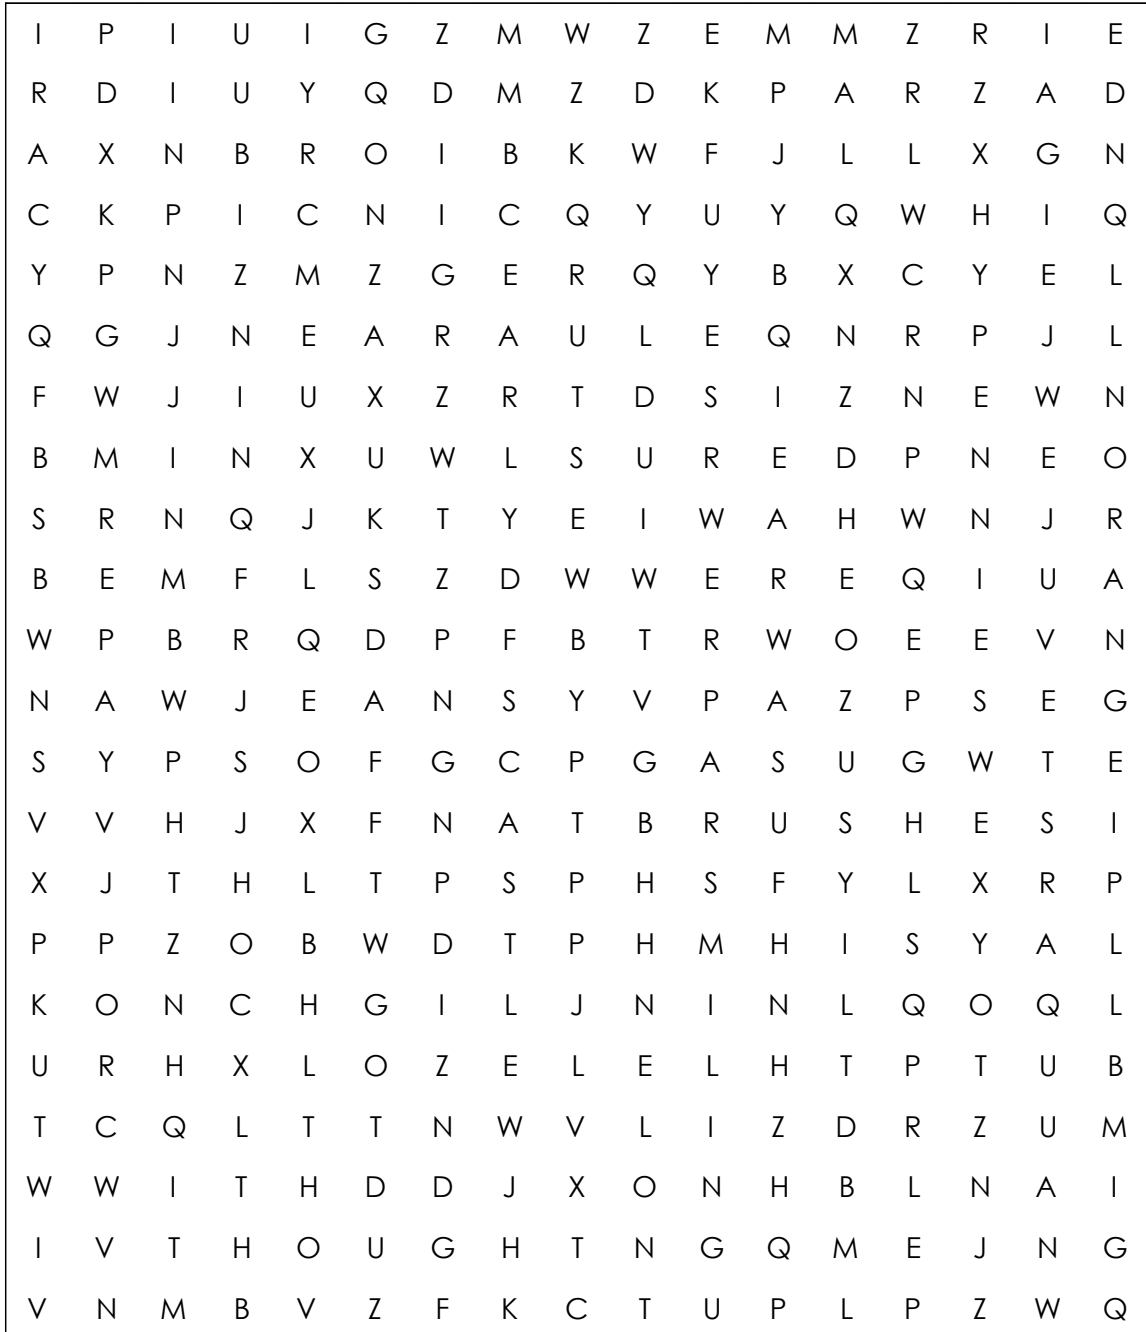 I P I U I G Z M W Z E M M Z R I E
R D I U Y Q D M Z D K P A R Z A D
A X N B R O I B K W F J L L X G N
C K P I C N I C Q Y U Y Q W H I Q
Y P N Z M Z G E R Q Y B X C Y E L
Q G J N E A R A U L E Q N R P J L
F W J I U X Z R T D S I Z N E W N
B M I N X U W L S U R E D P N E O
S R N Q J K T Y E I W A H W N J R
B E M F L S Z D W W E R E Q I U A
W P B R Q D P F B T R W O E E V N
N A W J E A N S Y V P A Z P S E G
S Y P S O F G C P G A S U G W T E
V V H J X F N A T B R U S H E S I
X J T H L T P S P H S F Y L X R P
P P Z O B W D T P H M H I S Y A L
K O N C H G I L J N I N L Q O Q L
U R H X L O Z E L E L H T P T U B
T C Q L T T N W V L I Z D R Z U M
W W I T H D D J X O N H B L N A I
I V T H O U G H T N G Q M E J N G
V N M B V Z F K C T U P L P Z W Q